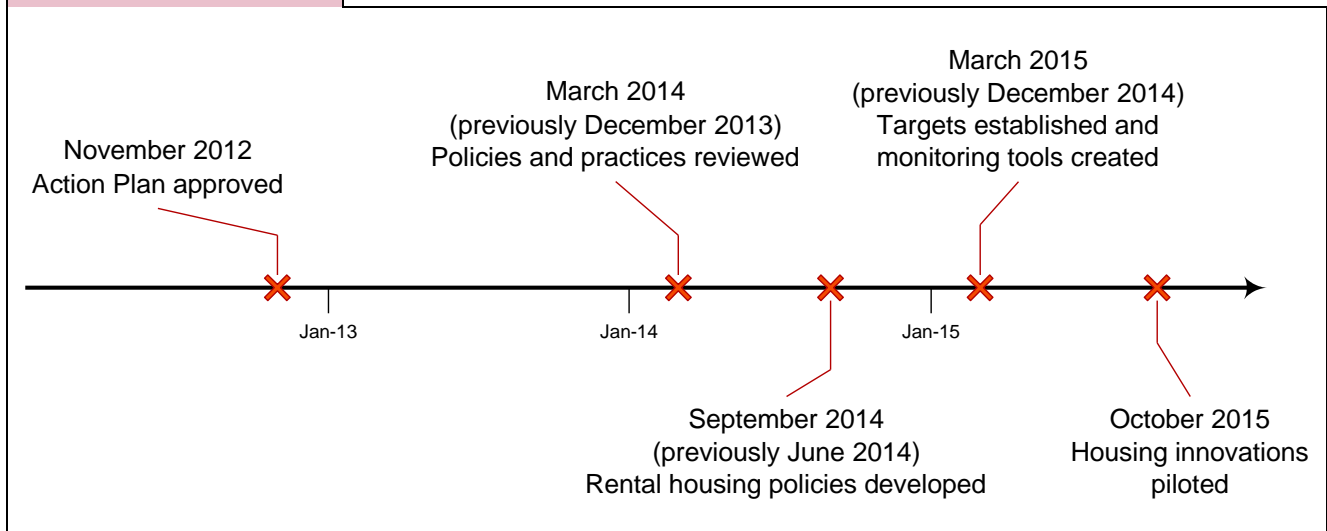 November 2012
Action Plan approved
March 2014
(previously December 2013)
Policies and practices reviewed
March 2015
(previously December 2014)
Targets established and
monitoring tools created
Jan-13
Jan-14
Jan-15
September 2014
(previously June 2014)
Rental housing policies developed
October 2015
Housing innovations
piloted